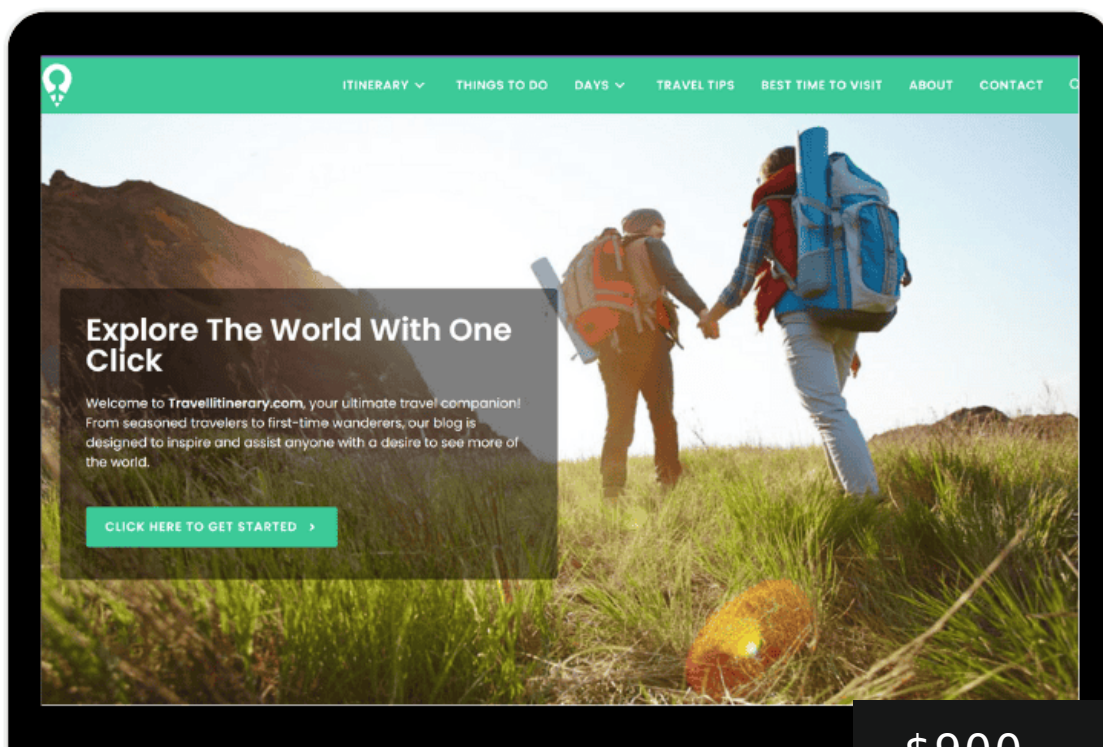 ITINERARY THINGS TO DO DAYS TRAVEL TIPS BEST TIME TO VISIT ABOUT CONTACT
Explore The World With One
Click
Welcome to Travellitinerary.com, your ultimate travel companion!
From seasoned travelers to first-time wanderers, our blog is
designed to inspire and assist anyone with a desire to see more of
the world.
CLICK HERE TO GET STARTED